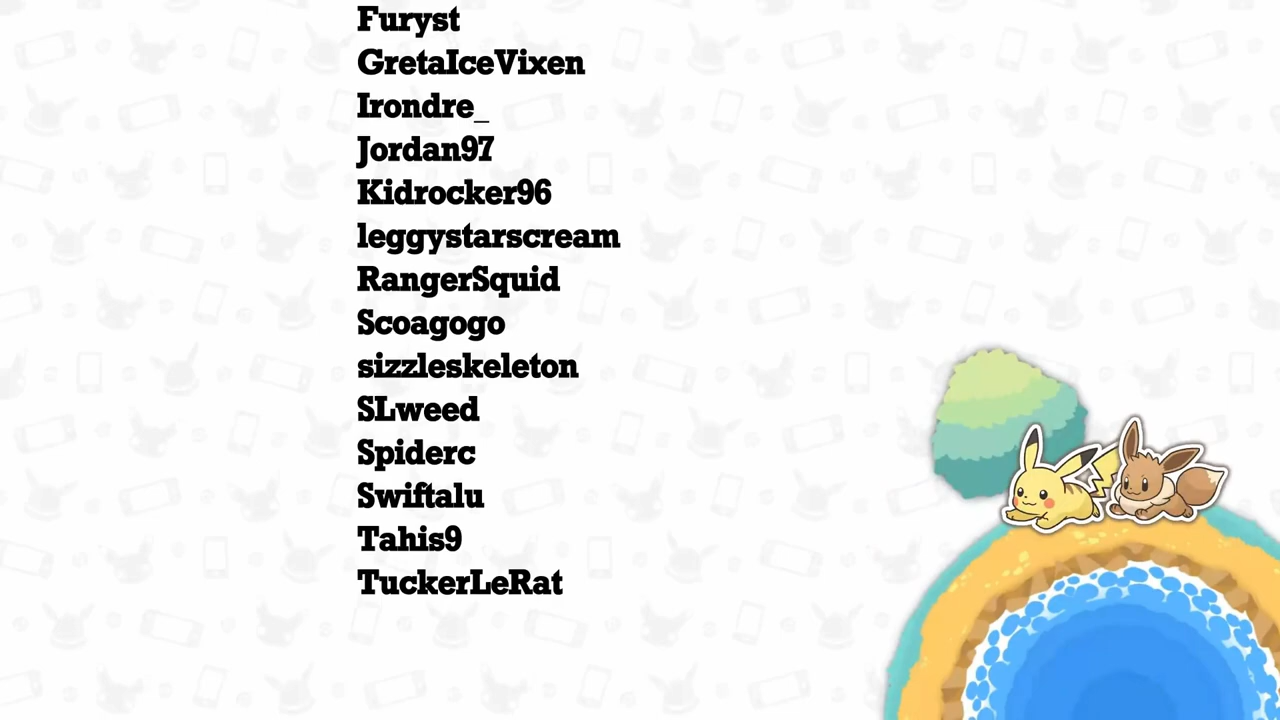 Furyst
GretaIceVixen
Irondre_
Jordan97
Kidrocker96
leggystarscream
RangerSquid
Scoagogo
sizzleskeleton
SLweed
Spiderc
Swiftalu
Tahis9
TuckerLeRat